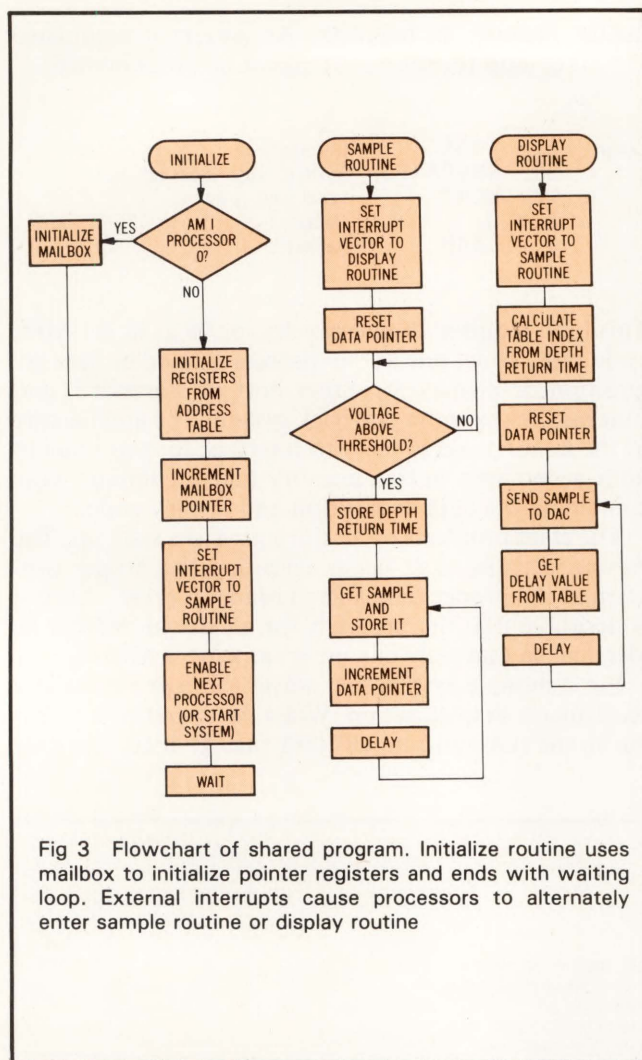 INITIALIZE
AM I
PROCESSOR
0?
YES
NO
INITIALIZE
MAILBOX
INITIALIZE
REGISTERS
FROM
ADDRESS
TABLE
INCREMENT
MAILBOX
POINTER
SET
INTERRUPT
VECTOR TO
SAMPLE
ROUTINE
ENABLE
NEXT
PROCESSOR
(OR START
SYSTEM)
WAIT
SAMPLE
ROUTINE
SET
INTERRUPT
VECTOR TO
DISPLAY
ROUTINE
RESET
DATA POINTER
VOLTAGE
ABOVE
THRESHOLD?
NO
YES
STORE DEPTH
RETURN TIME
GET SAMPLE
AND
STORE IT
INCREMENT
DATA POINTER
DELAY
DISPLAY
ROUTINE
SET
INTERRUPT
VECTOR TO
SAMPLE
ROUTINE
CALCULATE
TABLE INDEX
FROM DEPTH
RETURN TIME
RESET
DATA POINTER
SEND SAMPLE
TO DAC
GET
DELAY VALUE
FROM TABLE
DELAY
Fig 3 Flowchart of shared program. Initialize routine uses
mailbox to initialize pointer registers and ends with waiting
loop. External interrupts cause processors to alternately
enter sample routine or display routine